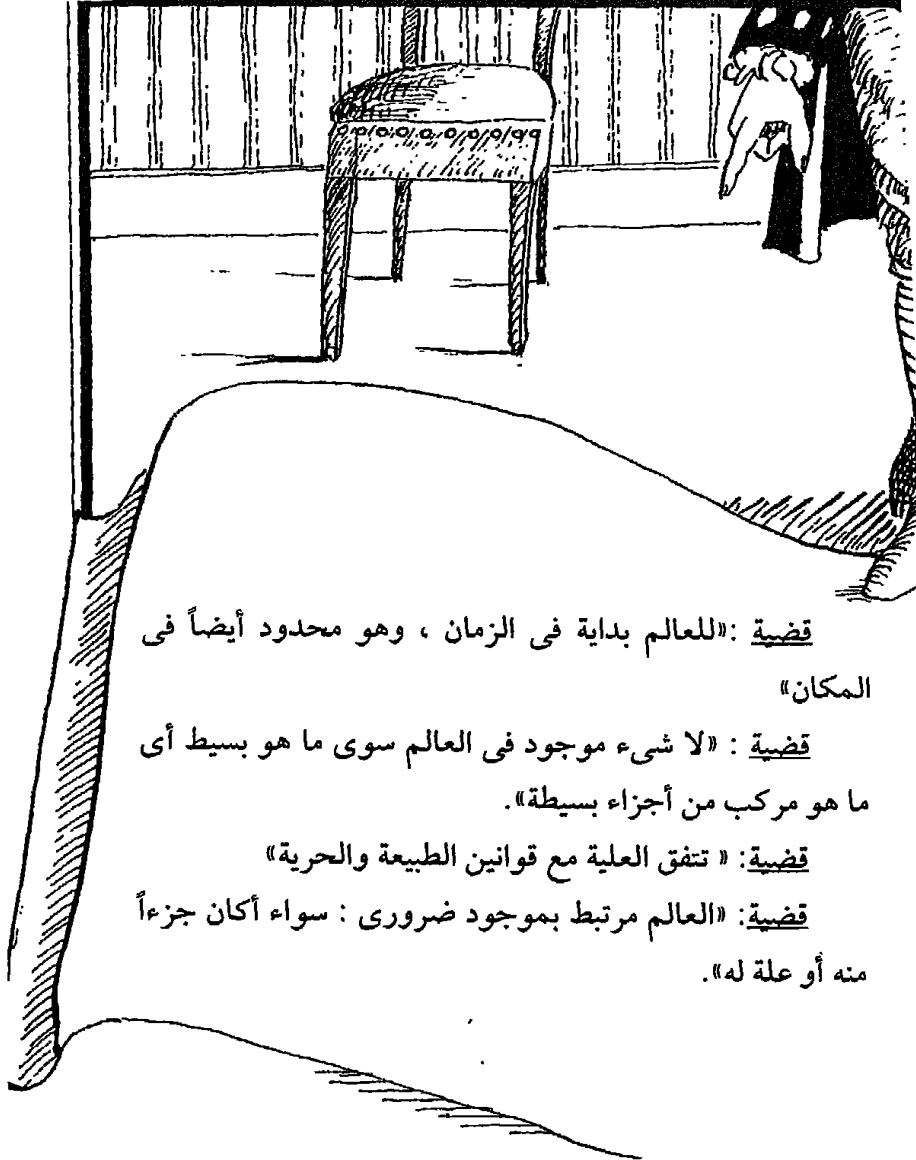 قضية :«للعالم بداية فى الزمان ، وهو محدود أيضاً فى
المكان»
قضية : «لا شىء موجود فى العالم سوى ما هو بسيط أى
ما هو مركب من أجزاء بسيطة».
قضية: « تتفق العلية مع قوانين الطبيعة والحرية»
قضية: «العالم مرتبط بموجود ضرورى : سواء أكان جزءاً
منه أو علة له».